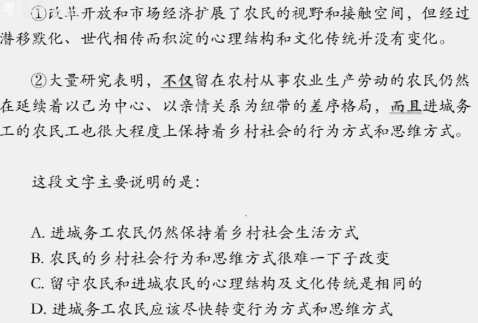 ①改革开放和市场经济扩展了农民的视野和接触空间，但经过
潜移默化、世代相传而积淀的心理结构和文化传统并没有变化。
②大量研究表明，不仅留在农村从事农业生产劳动的农民仍然
在延续着以己为中心、以亲情关系为纽带的差序格局，而且进城务
工的农民工也很大程度上保持着乡村社会的行为方式和思维方式。
这段文字主要说明的是：
A. 进城务工农民仍然保持着乡村社会生活方式
B. 农民的乡村社会行为和思维方式很难一下子改变
C. 留守农民和进城农民的心理结构及文化传统是相同的
D. 进城务工农民应该尽快转变行为方式和思维方式